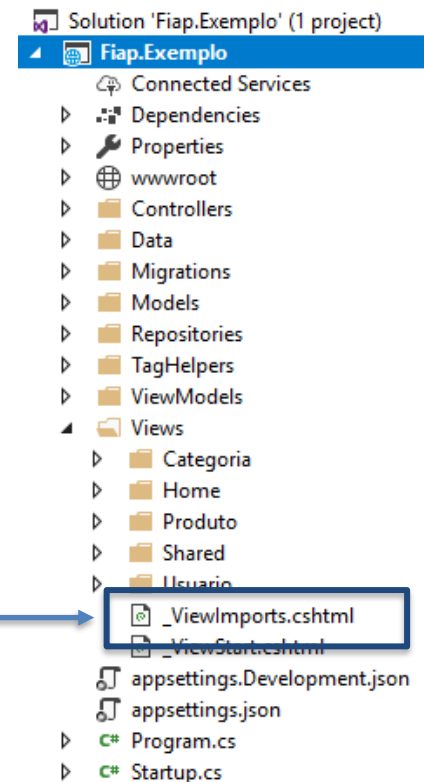 Solution 'Fiap.Exemplo' (1 project)
Fiap.Exemplo
Connected Services
Dependencies
Properties
wwwroot
Controllers
Data
Migrations
Models
Repositories
TagHelpers
ViewModels
Views
Categoria
Home
Produto
Shared
Usuario
_ViewImports.cshtml
_ViewStart.cshtml
appsettings.Development.json
appsettings.json
C# Program.cs
C# Startup.cs